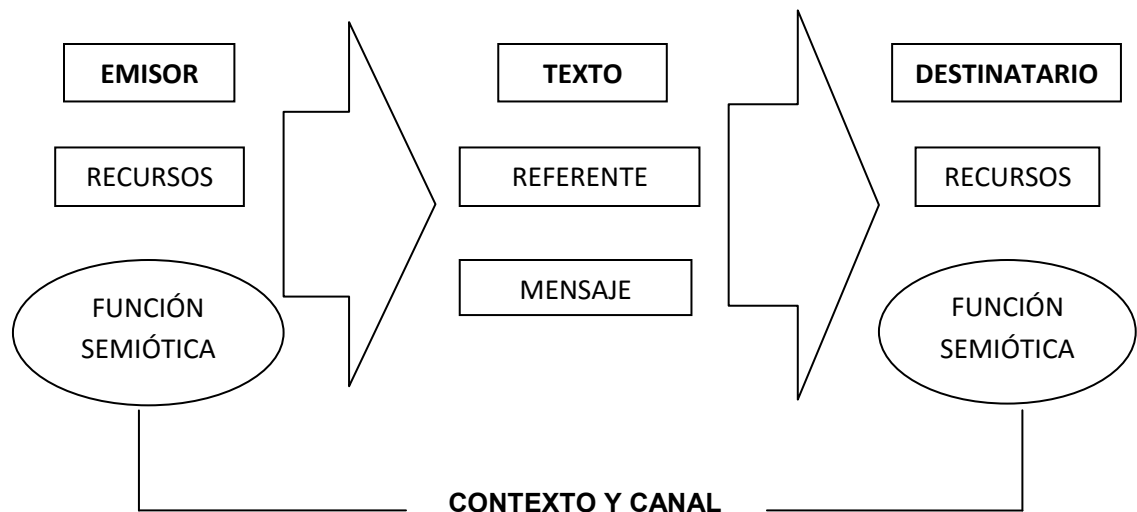 EMISOR
TEXTO
DESTINATARIO
RECURSOS
REFERENTE
RECURSOS
MENSAJE
FUNCIÓN
SEMIÓTICA
FUNCIÓN
SEMIÓTICA
CONTEXTO Y CANAL